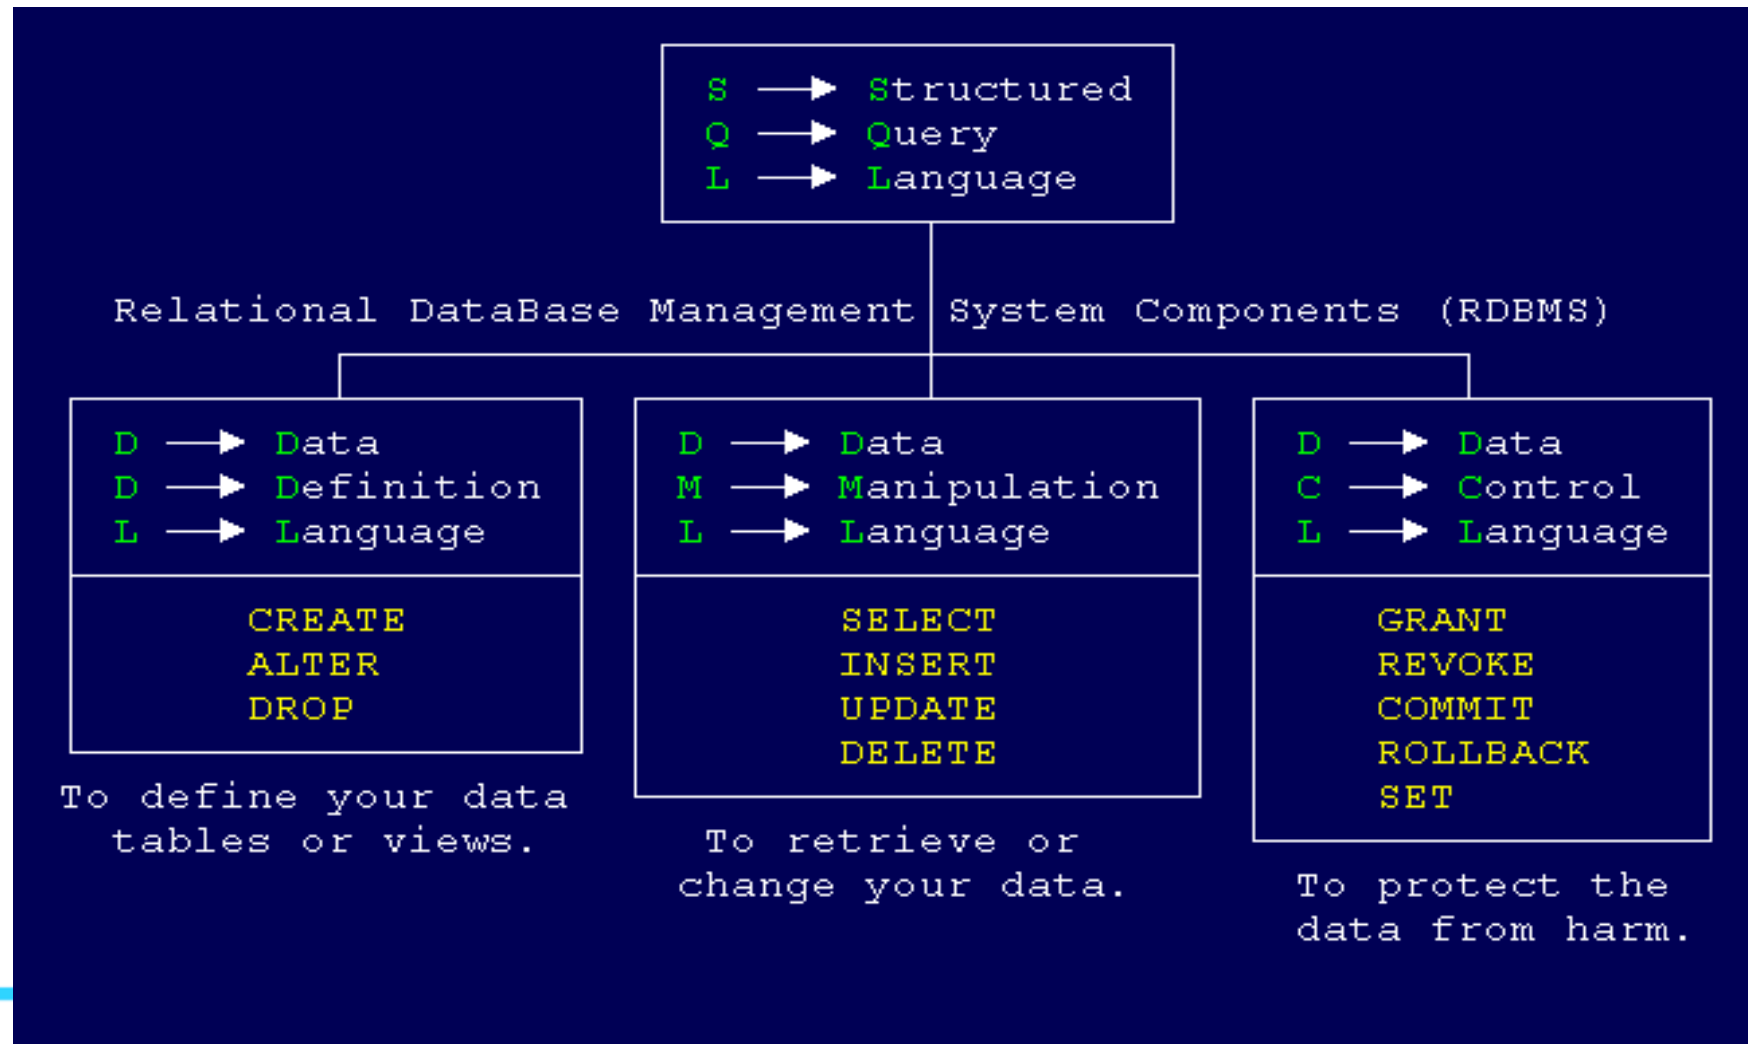 S → Structured
Q → Query
L → Language
Relational DataBase Management System Components (RDBMS)
D → Data
D → Definition
L → Language
CREATE
ALTER
DROP
To define your data
tables or views.
D → Data
M → Manipulation
L → Language
SELECT
INSERT
UPDATE
DELETE
To retrieve or
change your data.
D → Data
C → Control
L → Language
GRANT
REVOKE
COMMIT
ROLLBACK
SET
To protect the
data from harm.